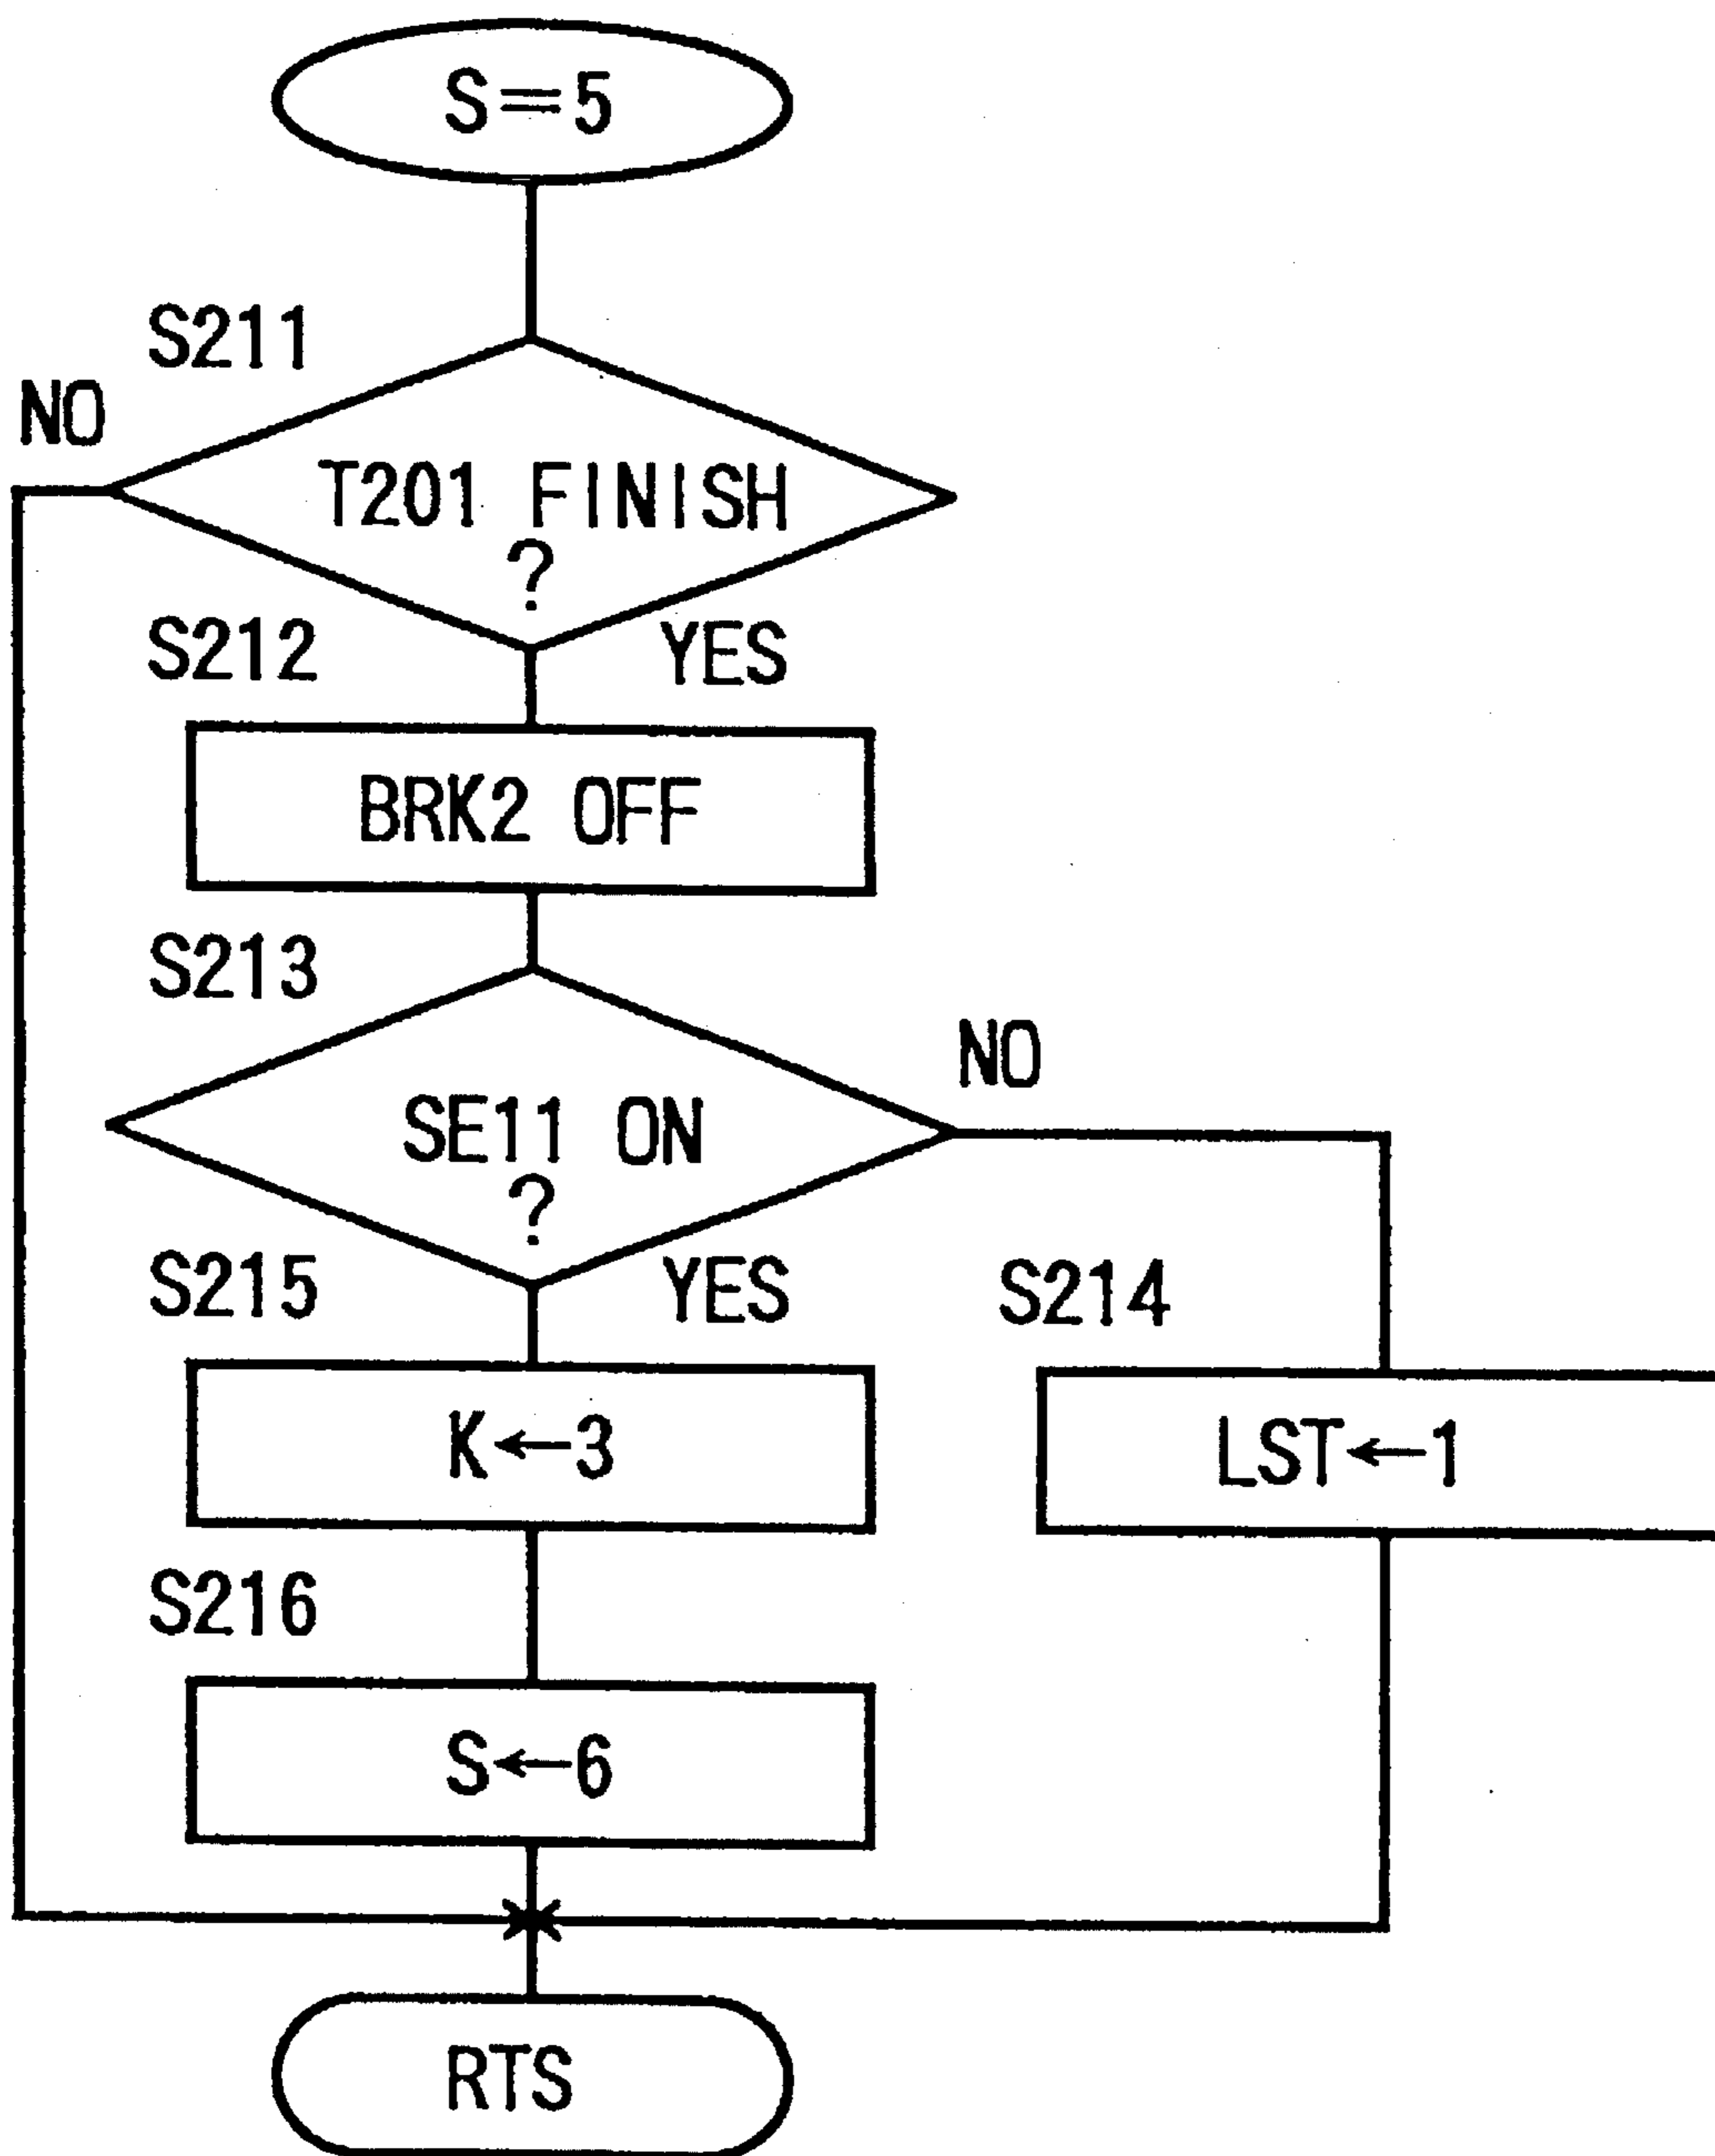 S==5
S211
NO
T201 FINISH
?
S212
YES
BRK2 OFF
S213
NO
SE11 ON
?
S215
YES
S214
K←3
LST←1
S216
S←6
RTS